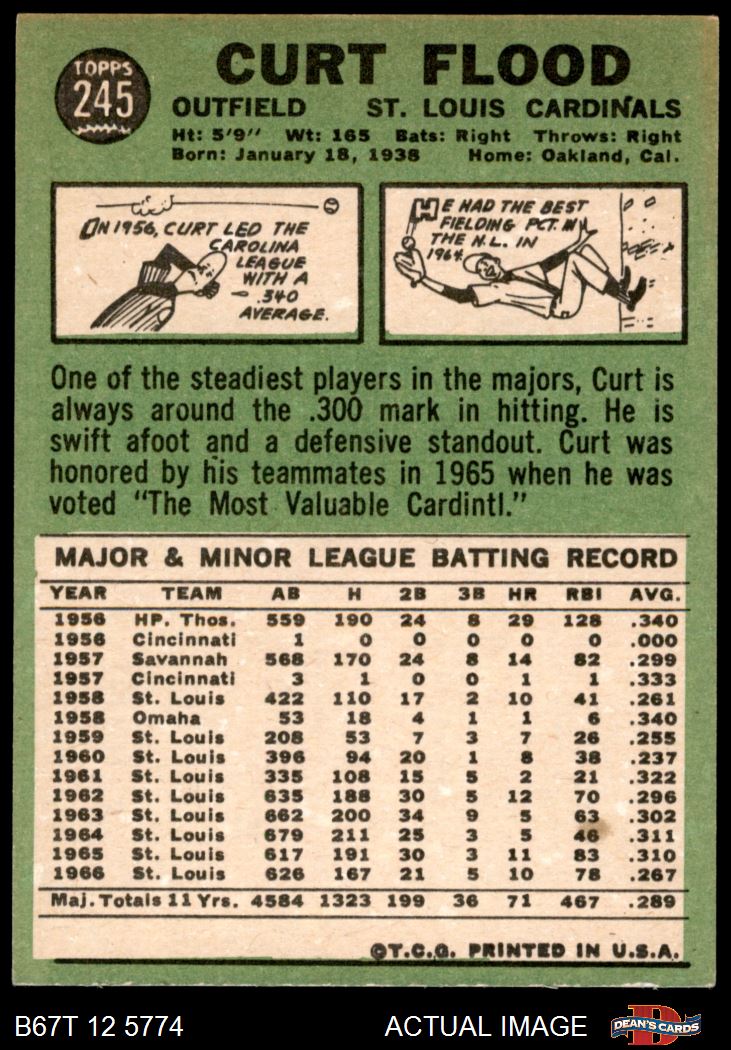 TOPPS
245
CURT FLOOD
OUTFIELD ST. LOUIS CARDINALS
Ht: 5'9" Wt: 165 Bats: Right Throws: Right
Born: January 18, 1938 Home: Oakland, Cal.
IN 1956, CURT LED THE
CAROLINA
LEAGUE
WITH A
.340
AVERAGE.
HE HAD THE BEST
FIELDING PCT. IN
THE N.L. IN
1964.
One of the steadiest players in the majors, Curt is
always around the .300 mark in hitting. He is
swift afoot and a defensive standout. Curt was
honored by his teammates in 1965 when he was
voted "The Most Valuable Cardintl."
MAJOR & MINOR LEAGUE BATTING RECORD
YEAR TEAM AB H 2B 3B HR RBI AVG.
1956 HP. Thos. 559 190 24 8 29 128 .340
1956 Cincinnati 1 0 0 0 0 0 .000
1957 Savannah 568 170 24 8 14 82 .299
1957 Cincinnati 3 1 0 0 1 1 .333
1958 St. Louis 422 110 17 2 10 41 .261
1958 Omaha 53 18 4 1 1 6 .340
1959 St. Louis 208 53 7 3 7 26 .255
1960 St. Louis 396 94 20 1 8 38 .237
1961 St. Louis 335 108 15 5 2 21 .322
1962 St. Louis 635 188 30 5 12 70 .296
1963 St. Louis 662 200 34 9 5 63 .302
1964 St. Louis 679 211 25 3 5 46 .311
1965 St. Louis 617 191 30 3 11 83 .310
1966 St. Louis 626 167 21 5 10 78 .267
Maj. Totals 11 Yrs. 4584 1323 199 36 71 467 .289
©T.C.G. PRINTED IN U.S.A.
B67T 12 5774 ACTUAL IMAGE
D
DEAN'S CARDS